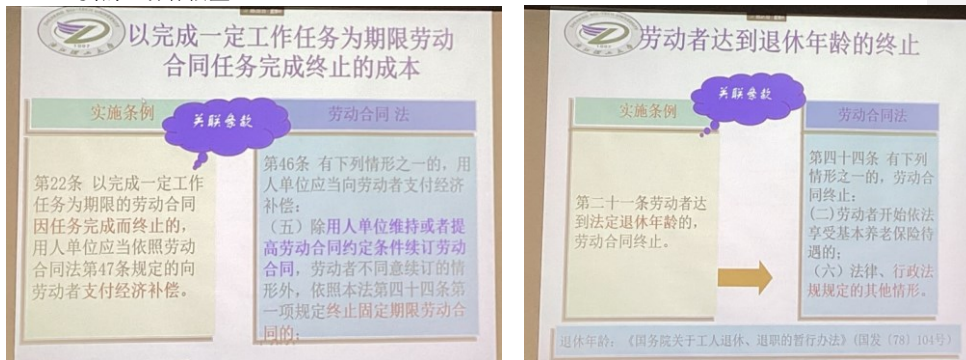 以完成一定工作任务为期限劳动
合同任务完成终止的成本
实施条例
关联条款
劳动合同法
第22条 以完成一定工作
任务为期限的劳动合同
因任务完成而终止的,
用人单位应当依照劳动
合同法第47条规定的向
劳动者支付经济补偿。
第46条 有下列情形之一的,用
人单位应当向劳动者支付经济
补偿:
(五)除用人单位维持或者提
高劳动合同约定条件续订劳动
合同,劳动者不同意续订的情
形外,依照本法第四十四条第
一项规定终止固定期限劳动合
同的;
劳动者达到退休年龄的终止
实施条例
关联条款
劳动合同法
第二十一条劳动者达
到法定退休年龄的,
劳动合同终止。
第四十四条 有下列
情形之一的,劳动合
同终止:
(二)劳动者开始依法
享受基本养老保险待
遇的;
(六)法律、行政法
规规定的其他情形。
退休年龄:《国务院关于工人退休、退职的暂行办法》(国发〔78〕104号)